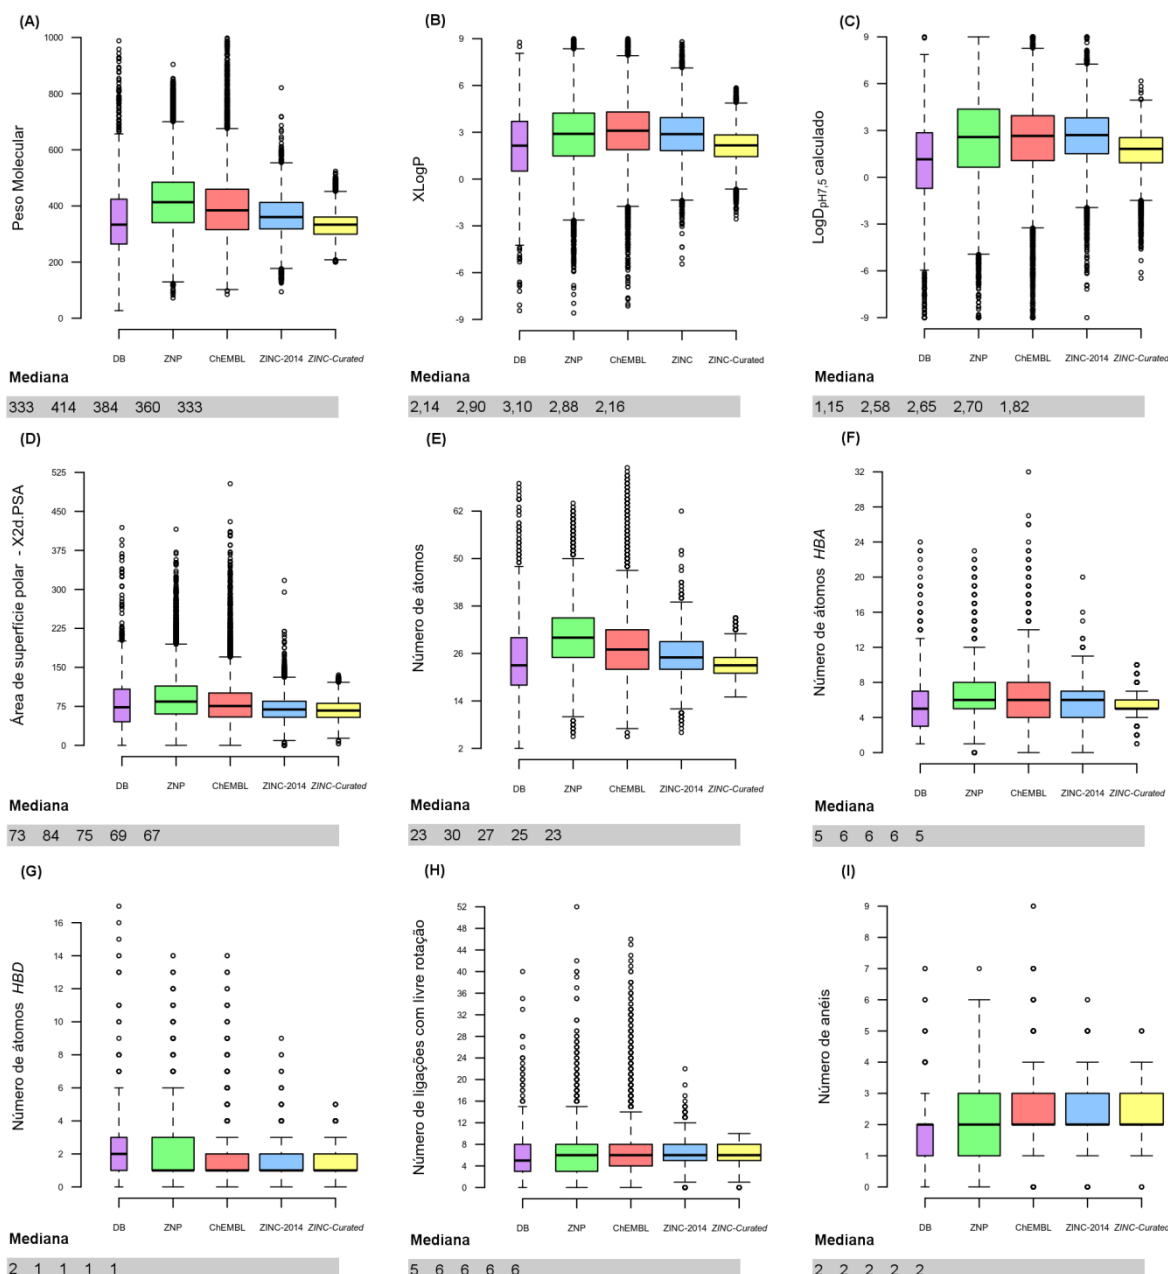 (A)
Peso Molecular
1000
800
600
400
200
0
DB ZNP ChEMBL ZINC-2014 ZINC-Curated
Mediana
333 414 384 360 333
(B)
XLogP
9
6
3
0
-3
-6
-9
DB ZNP ChEMBL ZINC ZINC-Curated
Mediana
2,14 2,90 3,10 2,88 2,16
(C)
LogDpH7,5 calculado
9
6
3
0
-3
-6
-9
DB ZNP ChEMBL ZINC-2014 ZINC-Curated
Mediana
1,15 2,58 2,65 2,70 1,82
(D)
Área de superfície polar - X2d.PSA
525
450
375
300
225
150
75
0
DB ZNP ChEMBL ZINC-2014 ZINC-Curated
Mediana
73 84 75 69 67
(E)
Número de átomos
62
50
38
26
14
2
DB ZNP ChEMBL ZINC-2014 ZINC-Curated
Mediana
23 30 27 25 23
(F)
Número de átomos HBA
32
28
24
20
16
12
8
4
0
DB ZNP ChEMBL ZINC-2014 ZINC-Curated
Mediana
5 6 6 6 5
(G)
Número de átomos HBD
16
14
12
10
8
6
4
2
0
DB ZNP ChEMBL ZINC-2014 ZINC-Curated
Mediana
2 1 1 1 1
(H)
Número de ligações com livre rotação
52
48
44
40
36
32
28
24
20
16
12
8
4
0
DB ZNP ChEMBL ZINC-2014 ZINC-Curated
Mediana
5 6 6 6 6
(I)
Número de anéis
9
8
7
6
5
4
3
2
1
0
DB ZNP ChEMBL ZINC-2014 ZINC-Curated
Mediana
2 2 2 2 2